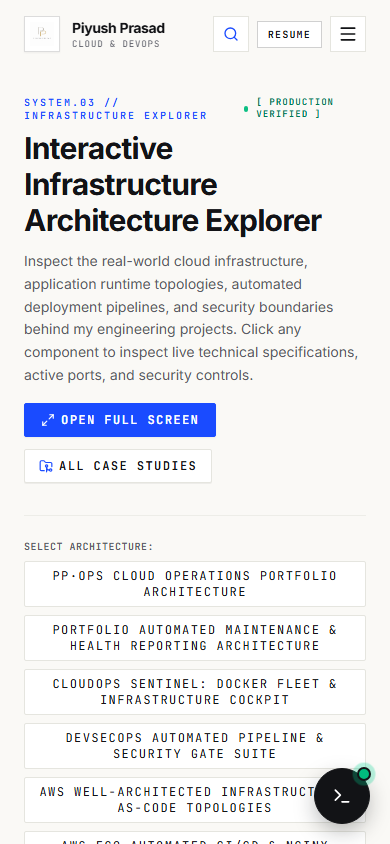 Piyush Prasad
CLOUD & DEVOPS
RESUME
SYSTEM.03 //
INFRASTRUCTURE EXPLORER
[ PRODUCTION
VERIFIED ]
Interactive
Infrastructure
Architecture Explorer
Inspect the real-world cloud infrastructure,
application runtime topologies, automated
deployment pipelines, and security boundaries
behind my engineering projects. Click any
component to inspect live technical specifications,
active ports, and security controls.
OPEN FULL SCREEN
ALL CASE STUDIES
SELECT ARCHITECTURE:
PP·OPS CLOUD OPERATIONS PORTFOLIO
ARCHITECTURE
PORTFOLIO AUTOMATED MAINTENANCE &
HEALTH REPORTING ARCHITECTURE
CLOUDOPS SENTINEL: DOCKER FLEET &
INFRASTRUCTURE COCKPIT
DEVSECOPS AUTOMATED PIPELINE &
SECURITY GATE SUITE
AWS WELL-ARCHITECTED INFRASTRUCT
AS-CODE TOPOLOGIES